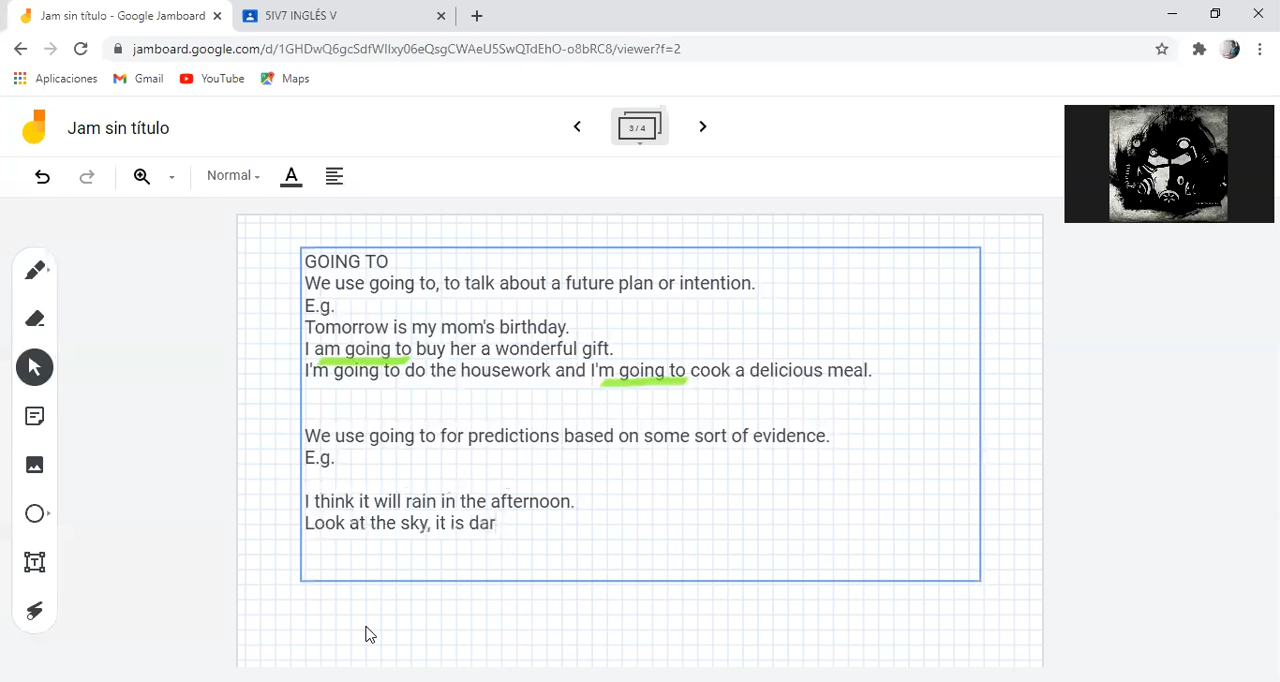 Jam sin título - Google Jamboard
5IV7 INGLÉS V
jamboard.google.com/d/1GHDwQ6gcSdfWIlxy06eQsgCWAeU5SwQTdEhO-o8bRC8/viewer?f=2
Aplicaciones Gmail YouTube Maps
Jam sin título
3 / 4
Normal
GOING TO
We use going to, to talk about a future plan or intention.
E.g.
Tomorrow is my mom's birthday.
I am going to buy her a wonderful gift.
I'm going to do the housework and I'm going to cook a delicious meal.
We use going to for predictions based on some sort of evidence.
E.g.
I think it will rain in the afternoon.
Look at the sky, it is dar